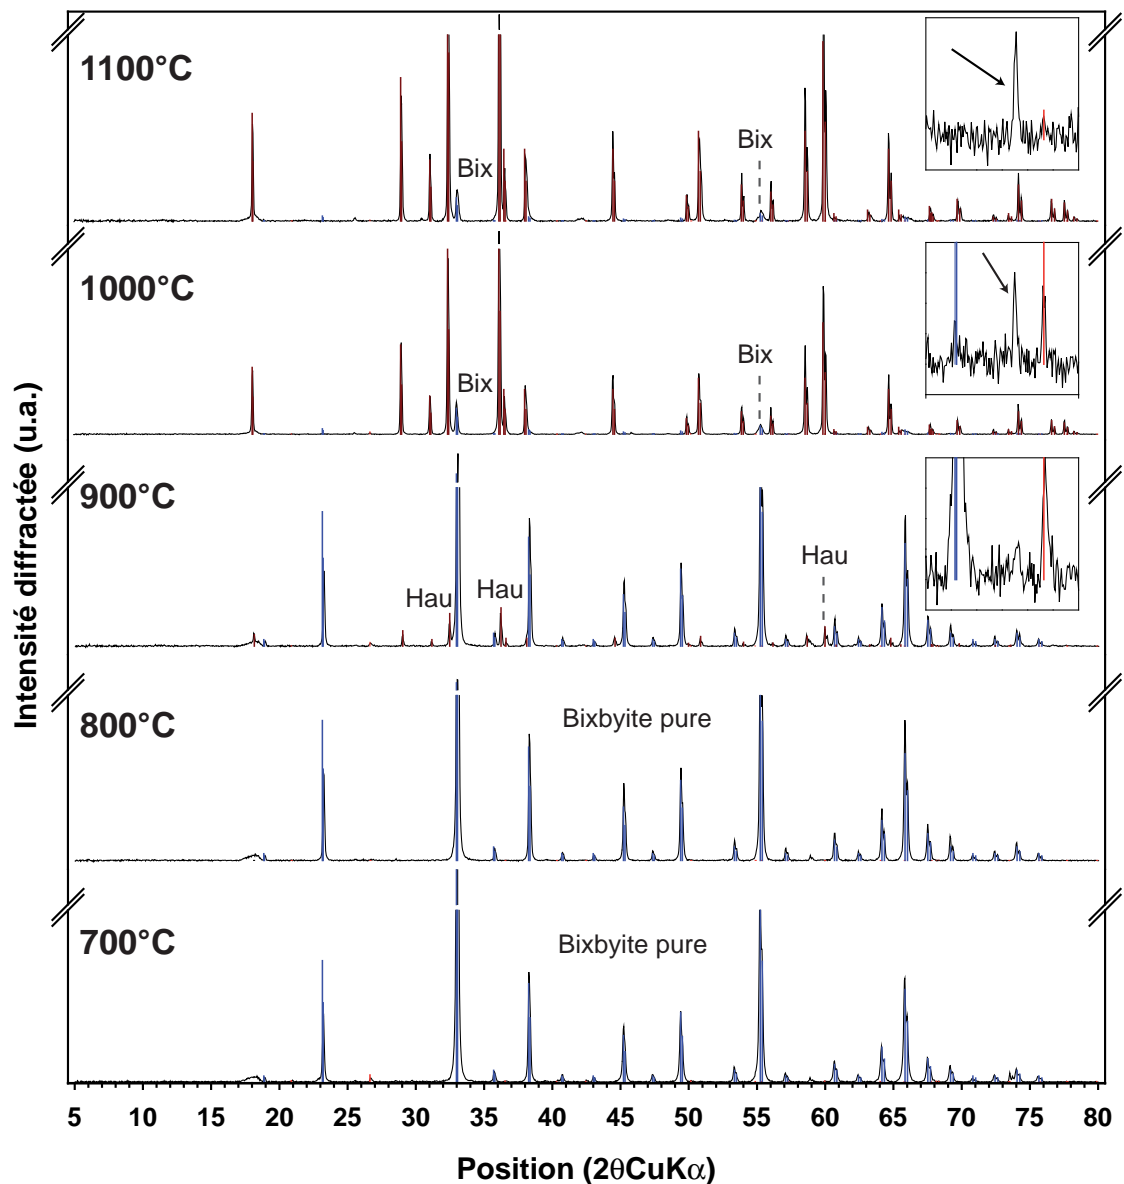 1100°C
Bix
Bix
1000°C
Bix
Bix
900°C
Hau
Hau
Hau
800°C
Bixbyite pure
700°C
Bixbyite pure
Intensité diffractée (u.a.)
5 10 15 20 25 30 35 40 45 50 55 60 65 70 75 80
Position (2θCuKα)